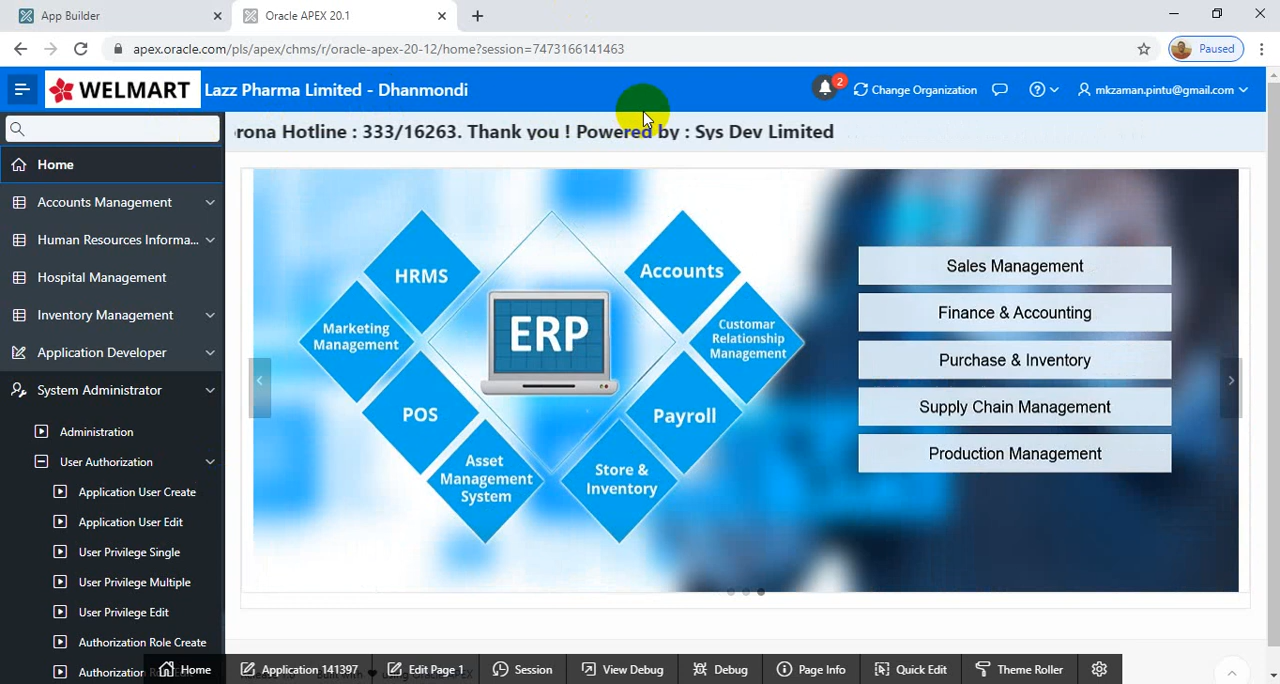 App Builder
Oracle APEX 20.1
apex.oracle.com/pls/apex/chms/r/oracle-apex-20-12/home?session=7473166141463
Paused
WELMART
Lazz Pharma Limited - Dhanmondi
2
Change Organization
mkzaman.pintu@gmail.com
rona Hotline : 333/16263. Thank you ! Powered by : Sys Dev Limited
Home
Accounts Management
Human Resources Informa...
Hospital Management
Inventory Management
Application Developer
System Administrator
Administration
User Authorization
Application User Create
Application User Edit
User Privilege Single
User Privilege Multiple
User Privilege Edit
Authorization Role Create
Authorization
HRMS
Accounts
Marketing
Management
ERP
Customar
Relationship
Management
POS
Payroll
Asset
Management
System
Store &
Inventory
Sales Management
Finance & Accounting
Purchase & Inventory
Supply Chain Management
Production Management
Home
Application 141397
Edit Page 1
Session
View Debug
Debug
Page Info
Quick Edit
Theme Roller